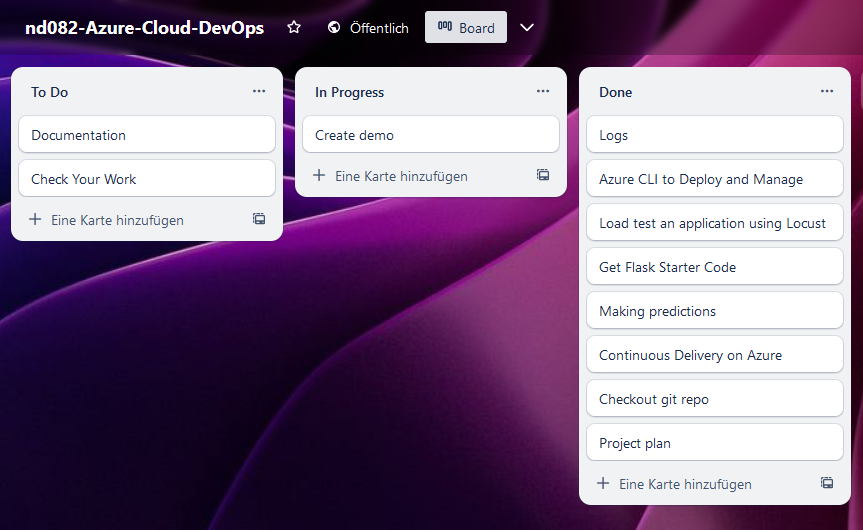 nd082-Azure-Cloud-DevOps Öffentlich Board
To Do
Documentation
Check Your Work
Eine Karte hinzufügen
In Progress
Create demo
Eine Karte hinzufügen
Done
Logs
Azure CLI to Deploy and Manage
Load test an application using Locust
Get Flask Starter Code
Making predictions
Continuous Delivery on Azure
Checkout git repo
Project plan
Eine Karte hinzufügen